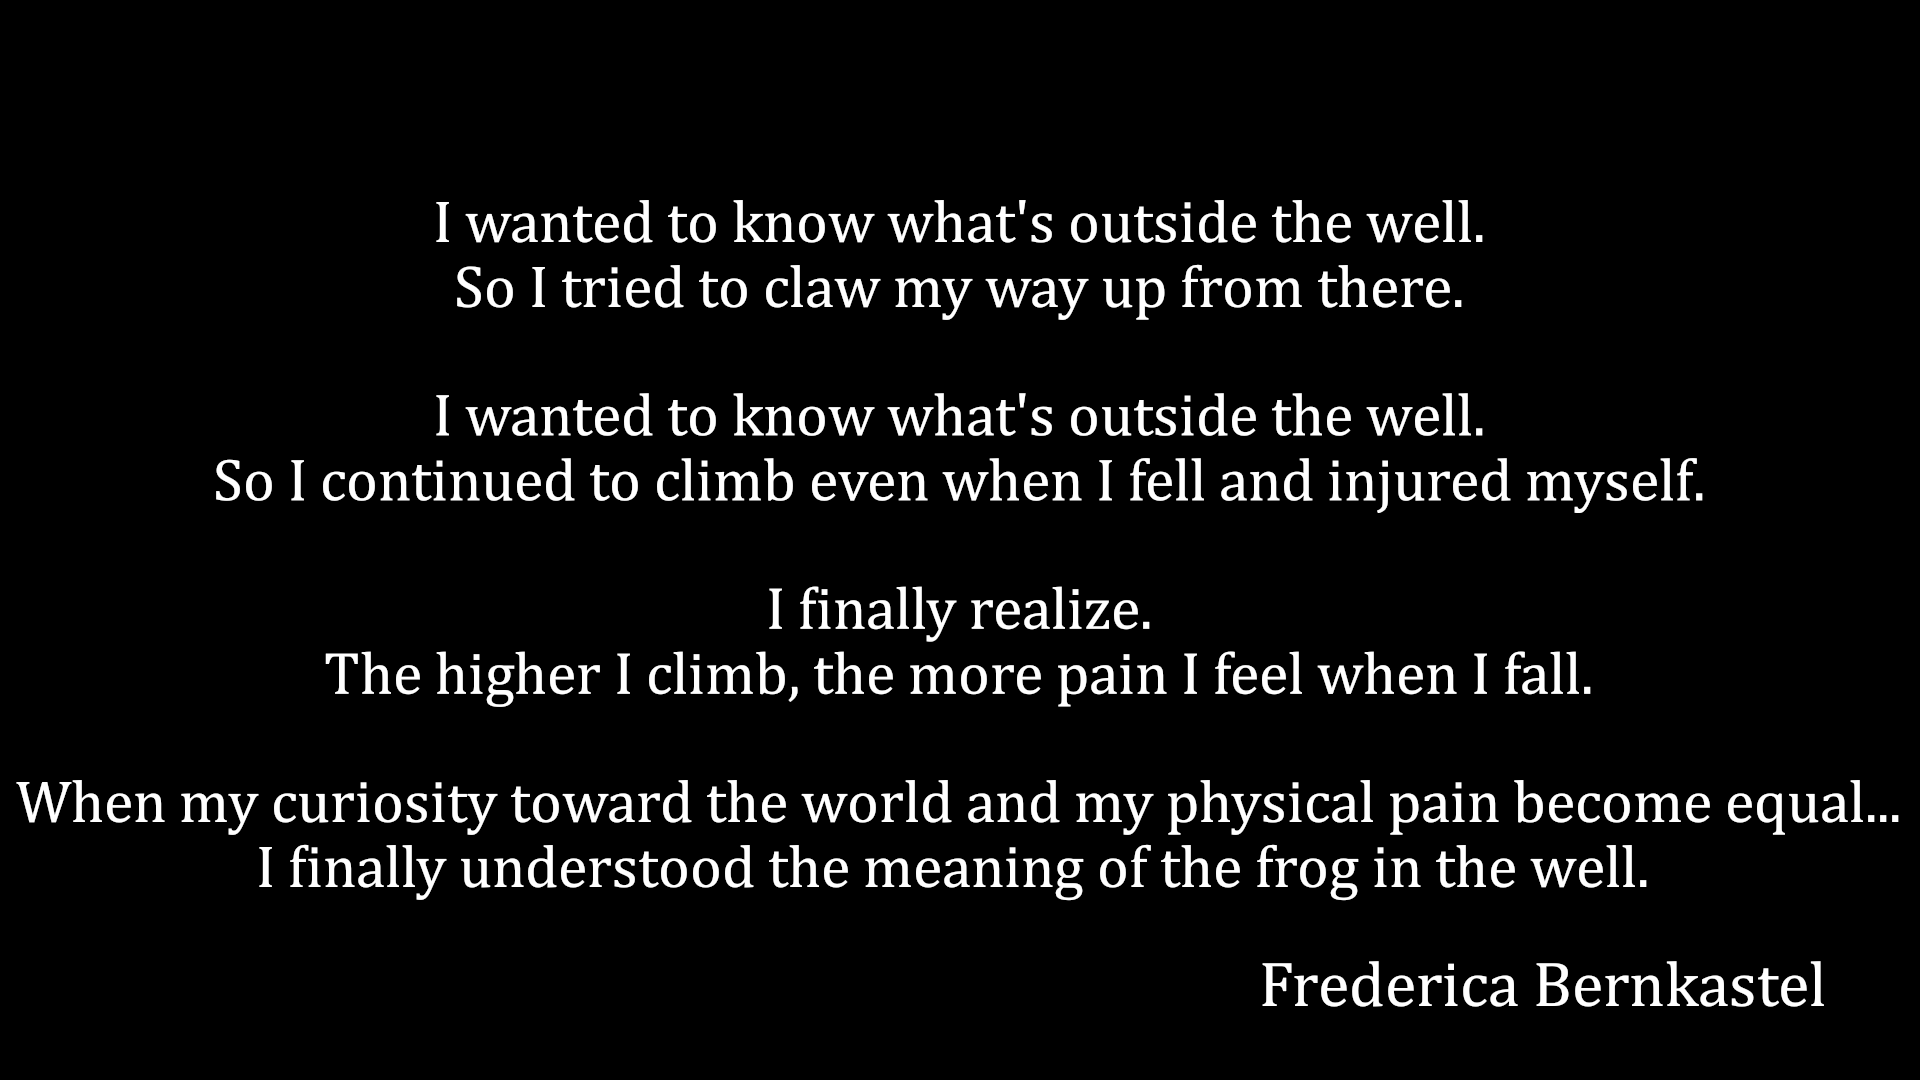 I wanted to know what's outside the well.
So I tried to claw my way up from there.
I wanted to know what's outside the well.
So I continued to climb even when I fell and injured myself.
I finally realize.
The higher I climb, the more pain I feel when I fall.
When my curiosity toward the world and my physical pain become equal...
I finally understood the meaning of the frog in the well.
Frederica Bernkastel